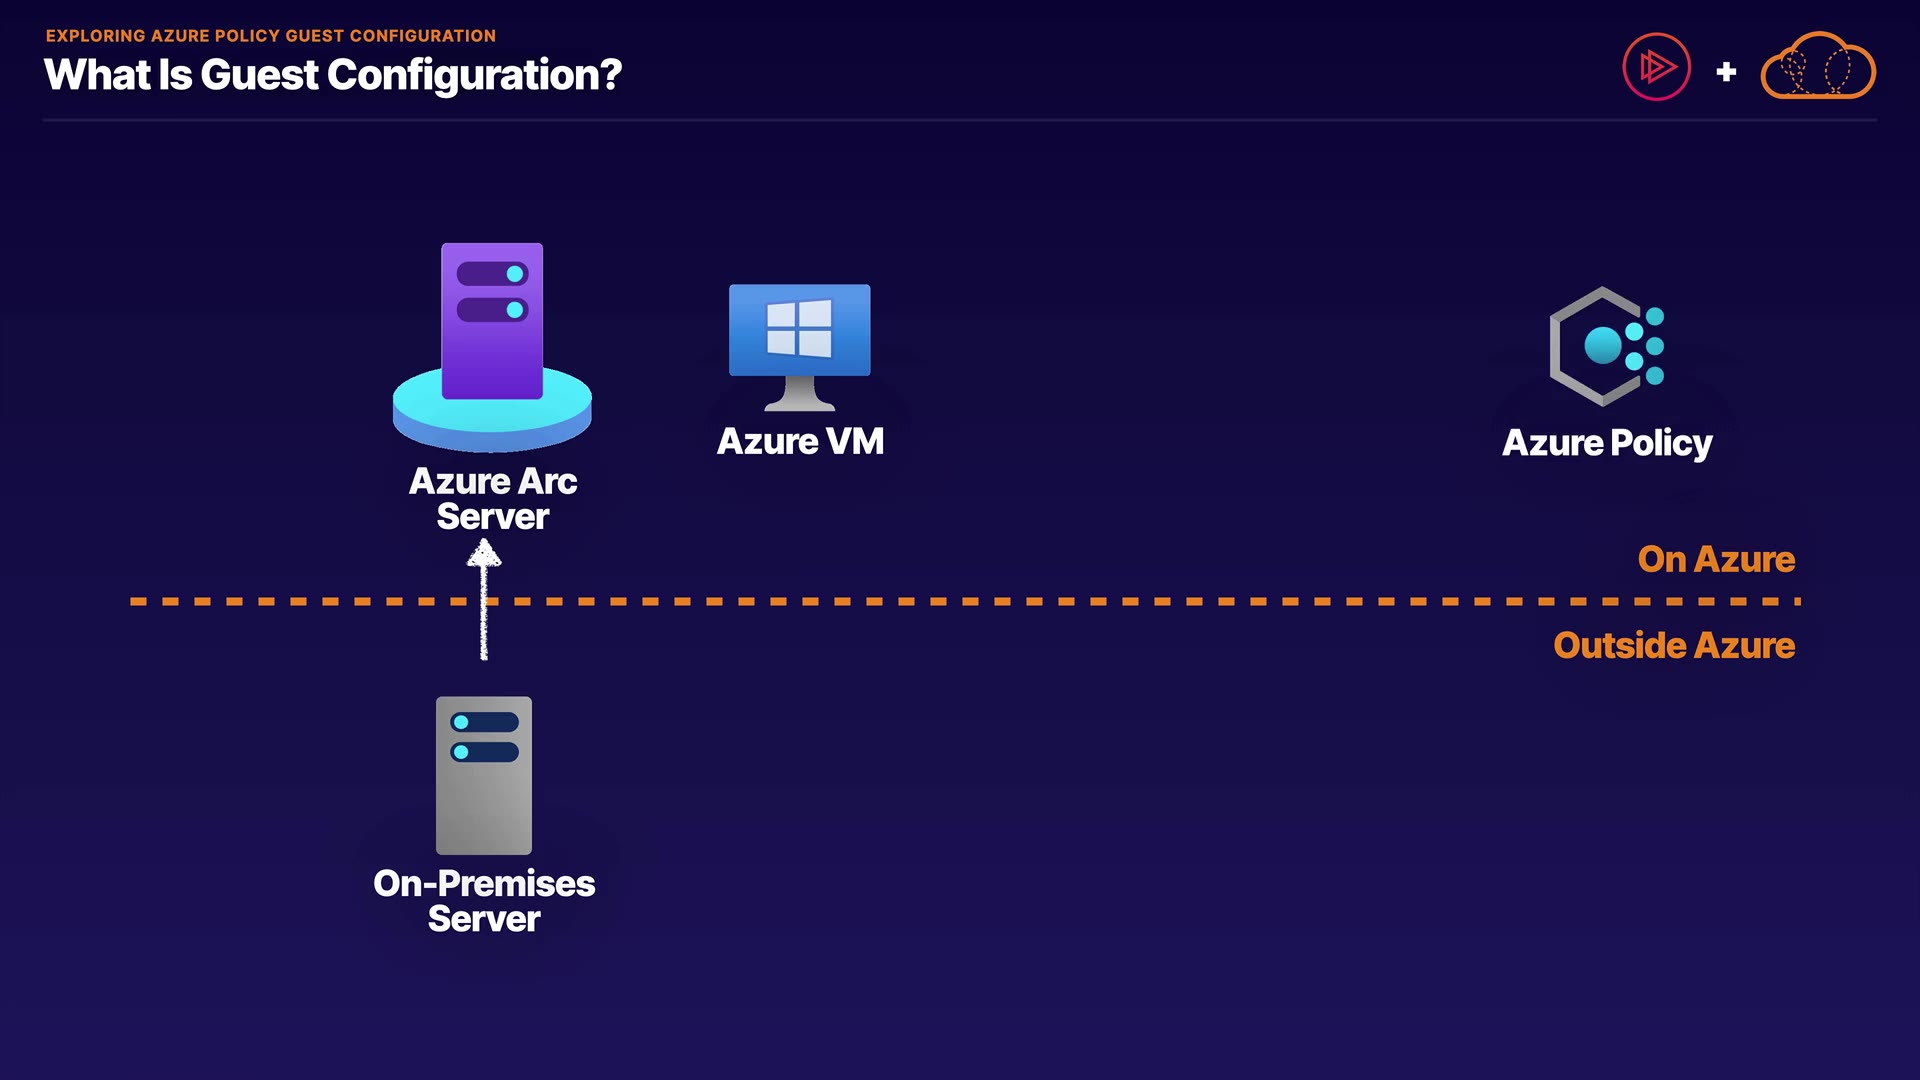 EXPLORING AZURE POLICY GUEST CONFIGURATION
What Is Guest Configuration?
Azure Arc
Server
Azure VM
Azure Policy
On Azure
Outside Azure
On-Premises
Server